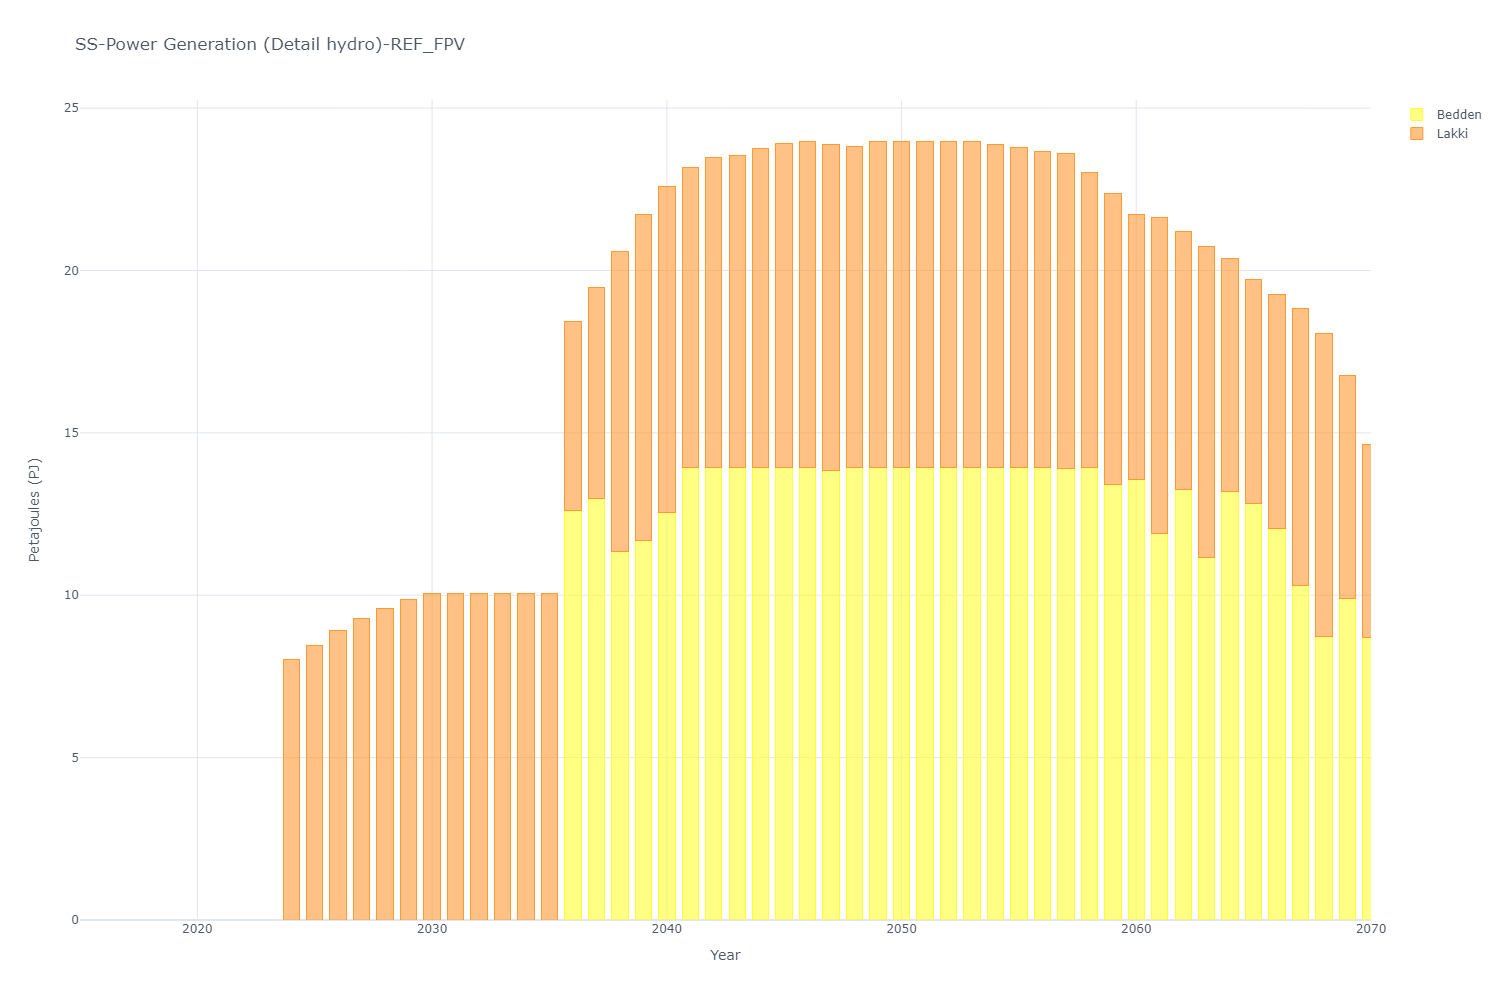 SS-Power Generation (Detail hydro)-REF_FPV
25
20
15
10
5
0
Petajoules (PJ)
2020 2030 2040 2050 2060 2070
Year
Bedden
Lakki